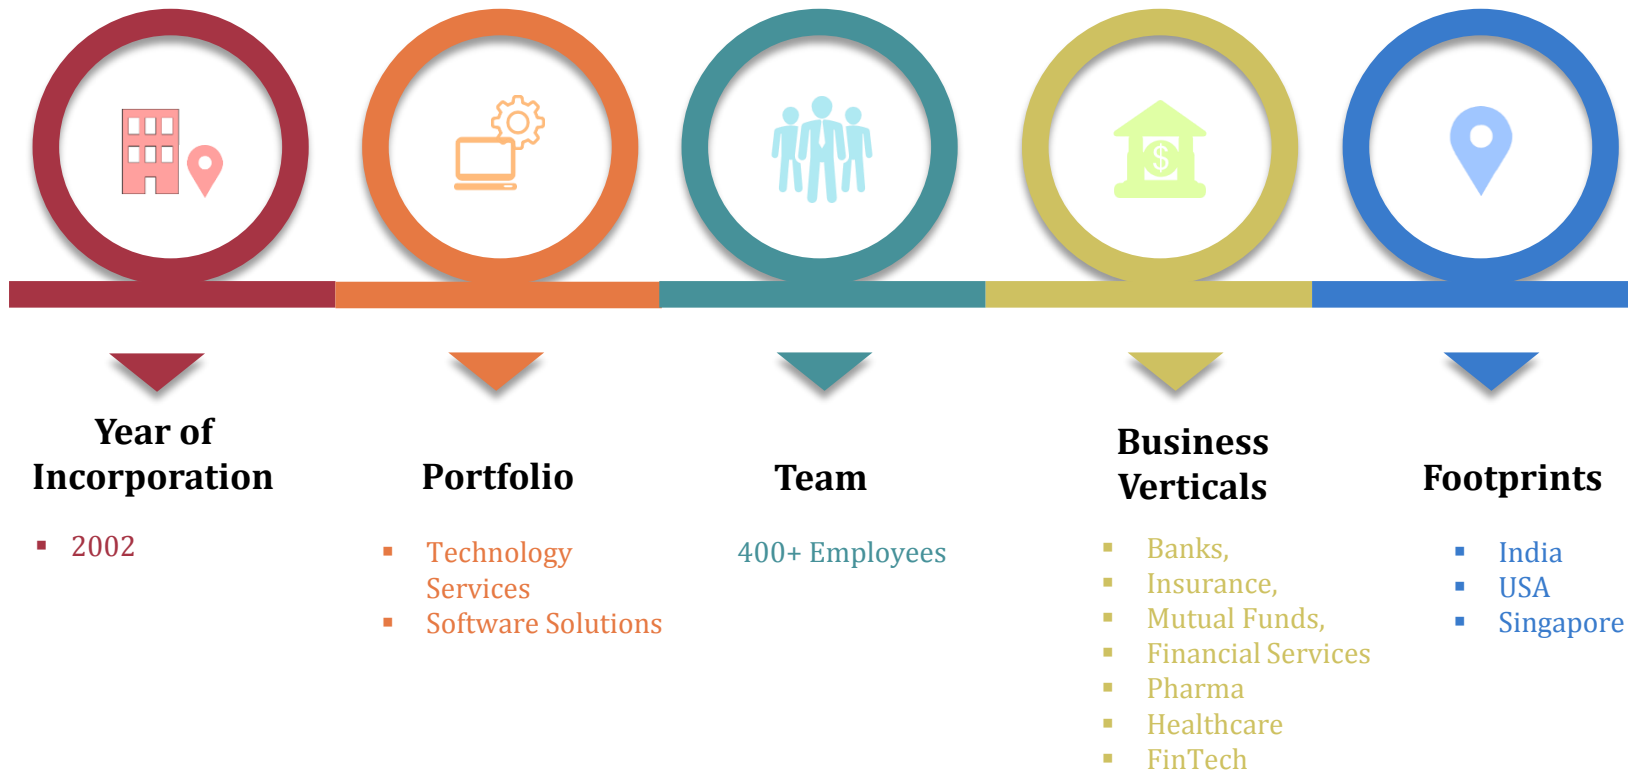 Year of
Incorporation
▪ 2002
Portfolio
▪ Technology
Services
▪ Software Solutions
Team
400+ Employees
Business
Verticals
▪ Banks,
▪ Insurance,
▪ Mutual Funds,
▪ Financial Services
▪ Pharma
▪ Healthcare
▪ FinTech
Footprints
▪ India
▪ USA
▪ Singapore
$